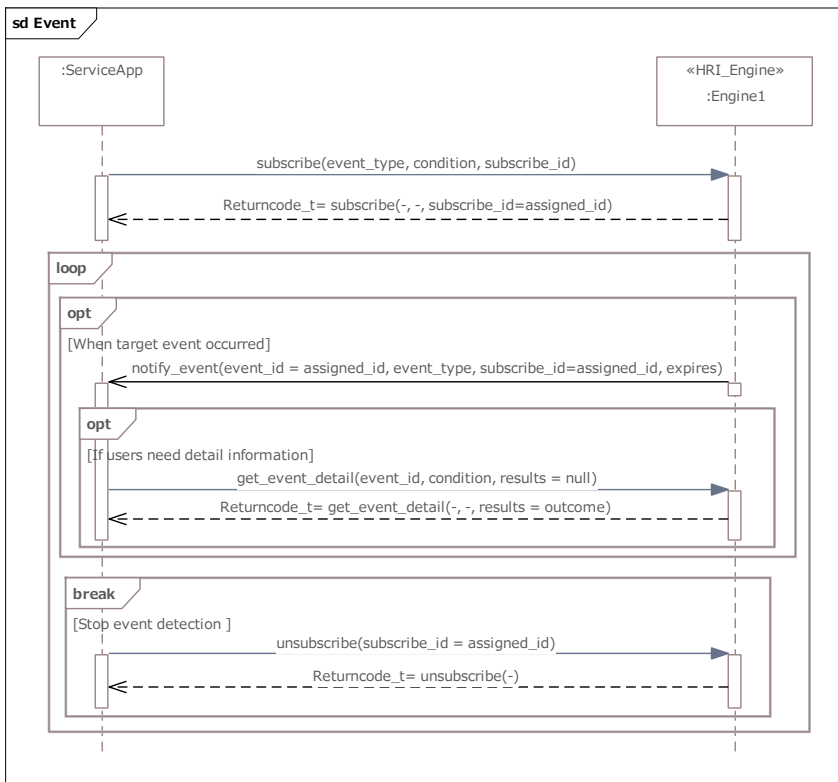 sd Event
:ServiceApp
«HRI_Engine»
:Engine1
subscribe(event_type, condition, subscribe_id)
Returncode_t= subscribe(-, -, subscribe_id=assigned_id)
loop
opt
[When target event occurred]
notify_event(event_id = assigned_id, event_type, subscribe_id=assigned_id, expires)
opt
[If users need detail information]
get_event_detail(event_id, condition, results = null)
Returncode_t= get_event_detail(-, -, results = outcome)
break
[Stop event detection ]
unsubscribe(subscribe_id = assigned_id)
Returncode_t= unsubscribe(-)